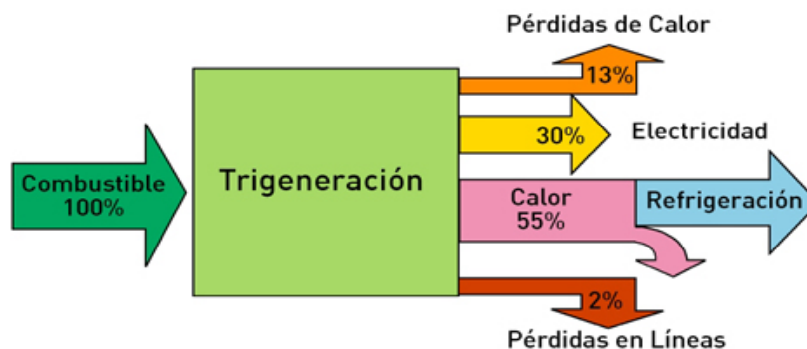 Pérdidas de Calor
13%
30%
Electricidad
Combustible
100%
Trigeneración
Calor
55%
Refrigeración
2%
Pérdidas en Líneas